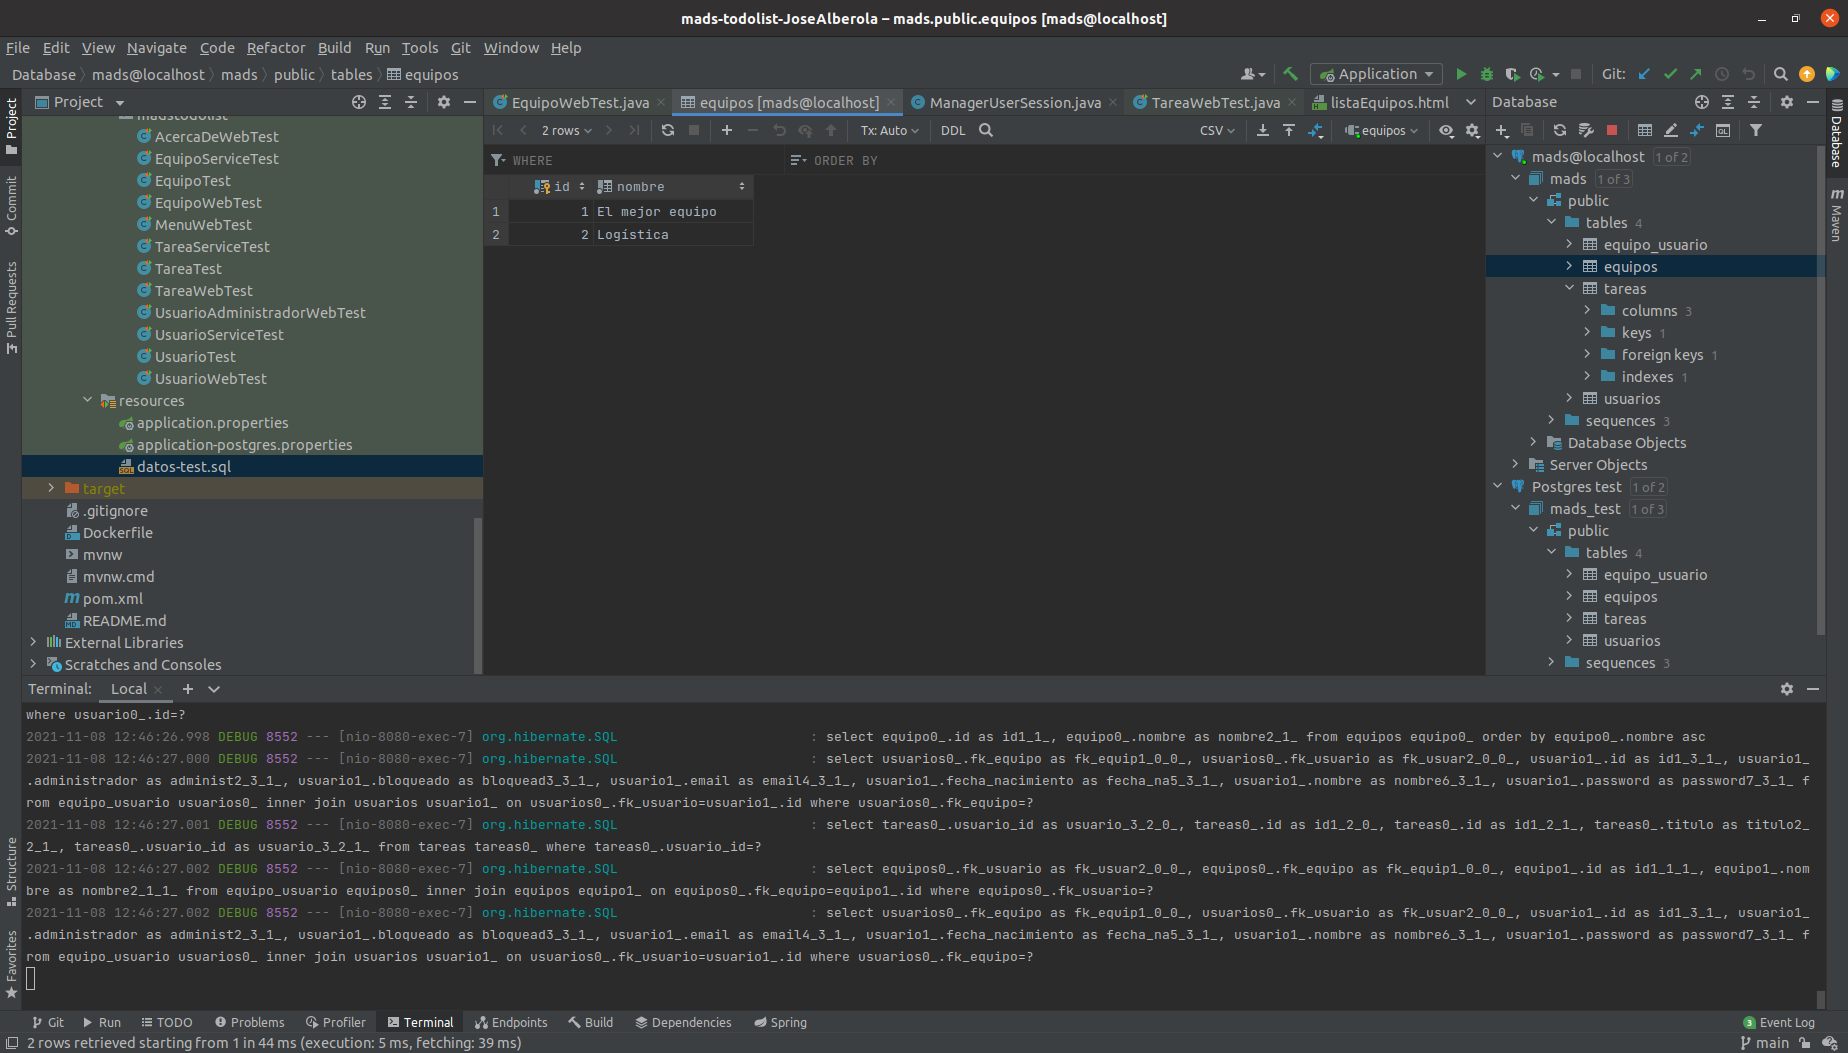 mads-todolist-JoseAlberola – mads.public.equipos [mads@localhost]
File Edit View Navigate Code Refactor Build Run Tools Git Window Help
Database mads@localhost mads public tables equipos
Application
Git:
Project
EquipoWebTest.java
equipos [mads@localhost]
ManagerUserSession.java
TareaWebTest.java
listaEquipos.html
Database
2 rows
Tx: Auto
DDL
CSV
equipos
WHERE
ORDER BY
id nombre
1 1 El mejor equipo
2 2 Logística
madstodolist
AcercaDeWebTest
EquipoServiceTest
EquipoTest
EquipoWebTest
MenuWebTest
TareaServiceTest
TareaTest
TareaWebTest
UsuarioAdministradorWebTest
UsuarioServiceTest
UsuarioTest
UsuarioWebTest
resources
application.properties
application-postgres.properties
datos-test.sql
target
.gitignore
Dockerfile
mvnw
mvnw.cmd
pom.xml
README.md
External Libraries
Scratches and Consoles
mads@localhost 1 of 2
mads 1 of 3
public
tables 4
equipo_usuario
equipos
tareas
columns 3
keys 1
foreign keys 1
indexes 1
usuarios
sequences 3
Database Objects
Server Objects
Postgres test 1 of 2
mads_test 1 of 3
public
tables 4
equipo_usuario
equipos
tareas
usuarios
sequences 3
Project
Commit
Pull Requests
Structure
Favorites
Database
Maven
Terminal: Local
where usuario0_.id=?
2021-11-08 12:46:26.998 DEBUG 8552 --- [nio-8080-exec-7] org.hibernate.SQL : select equipo0_.id as id1_1_, equipo0_.nombre as nombre2_1_ from equipos equipo0_ order by equipo0_.nombre asc
2021-11-08 12:46:27.000 DEBUG 8552 --- [nio-8080-exec-7] org.hibernate.SQL : select usuarios0_.fk_equipo as fk_equip1_0_0_, usuarios0_.fk_usuario as fk_usuar2_0_0_, usuario1_.id as id1_3_1_, usuario1_
.administrador as administ2_3_1_, usuario1_.bloqueado as bloquead3_3_1_, usuario1_.email as email4_3_1_, usuario1_.fecha_nacimiento as fecha_na5_3_1_, usuario1_.nombre as nombre6_3_1_, usuario1_.password as password7_3_1_ f
rom equipo_usuario usuarios0_ inner join usuarios usuario1_ on usuarios0_.fk_usuario=usuario1_.id where usuarios0_.fk_equipo=?
2021-11-08 12:46:27.001 DEBUG 8552 --- [nio-8080-exec-7] org.hibernate.SQL : select tareas0_.usuario_id as usuario_3_2_0_, tareas0_.id as id1_2_0_, tareas0_.id as id1_2_1_, tareas0_.titulo as titulo2_
2_1_, tareas0_.usuario_id as usuario_3_2_1_ from tareas tareas0_ where tareas0_.usuario_id=?
2021-11-08 12:46:27.002 DEBUG 8552 --- [nio-8080-exec-7] org.hibernate.SQL : select equipos0_.fk_usuario as fk_usuar2_0_0_, equipos0_.fk_equipo as fk_equip1_0_0_, equipo1_.id as id1_1_1_, equipo1_.nom
bre as nombre2_1_1_ from equipo_usuario equipos0_ inner join equipos equipo1_ on equipos0_.fk_equipo=equipo1_.id where equipos0_.fk_usuario=?
2021-11-08 12:46:27.002 DEBUG 8552 --- [nio-8080-exec-7] org.hibernate.SQL : select usuarios0_.fk_equipo as fk_equip1_0_0_, usuarios0_.fk_usuario as fk_usuar2_0_0_, usuario1_.id as id1_3_1_, usuario1_
.administrador as administ2_3_1_, usuario1_.bloqueado as bloquead3_3_1_, usuario1_.email as email4_3_1_, usuario1_.fecha_nacimiento as fecha_na5_3_1_, usuario1_.nombre as nombre6_3_1_, usuario1_.password as password7_3_1_ f
rom equipo_usuario usuarios0_ inner join usuarios usuario1_ on usuarios0_.fk_usuario=usuario1_.id where usuarios0_.fk_equipo=?
Git Run TODO Problems Profiler Terminal Endpoints Build Dependencies Spring
3 Event Log
2 rows retrieved starting from 1 in 44 ms (execution: 5 ms, fetching: 39 ms)
main